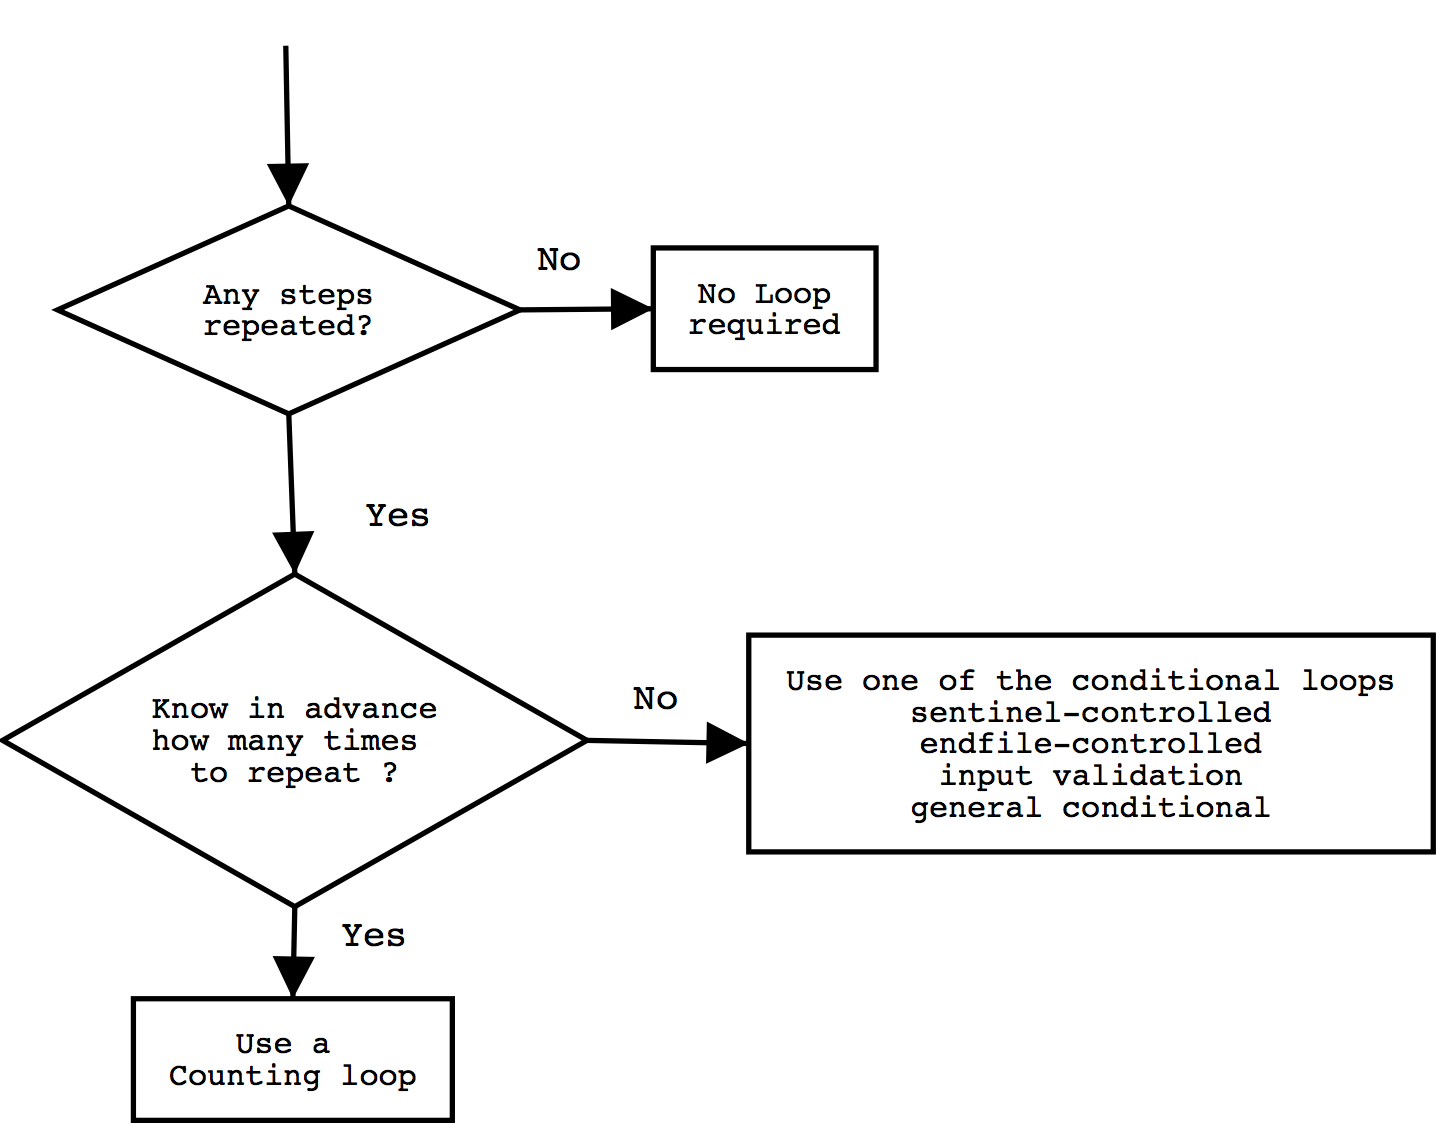 Any steps
repeated?
No
No Loop
required
Yes
Know in advance
how many times
to repeat ?
No
Use one of the conditional loops
sentinel-controlled
endfile-controlled
input validation
general conditional
Yes
Use a
Counting loop